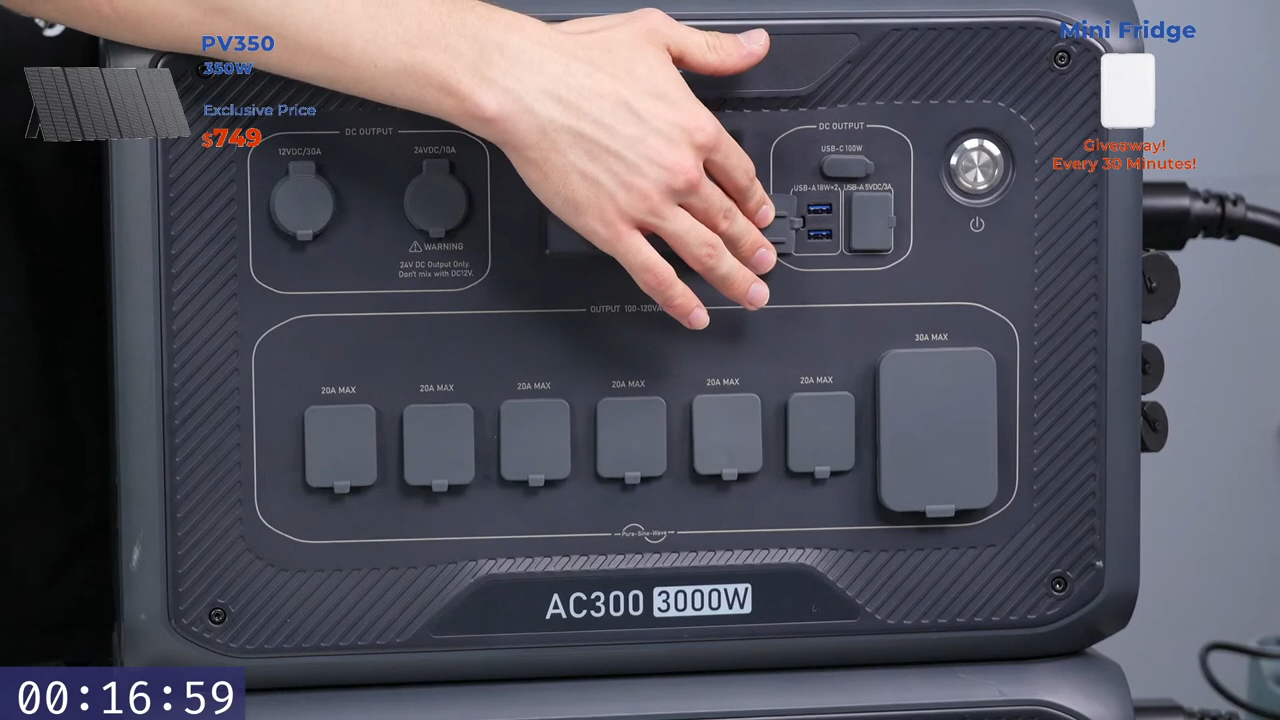 PV350
350W
Exclusive Price
$749
Mini Fridge
Giveaway!
Every 30 Minutes!
DC OUTPUT
12VDC/30A
24VDC/10A
WARNING
24V DC Output Only.
Don't mix with DC12V.
DC OUTPUT
USB-C 100W
USB-A 18W×2
USB-A 5VDC/3A
OUTPUT 100-120VA
20A MAX
20A MAX
20A MAX
20A MAX
20A MAX
20A MAX
30A MAX
Pure-Sine-Wave
AC300 3000W
00:16:59